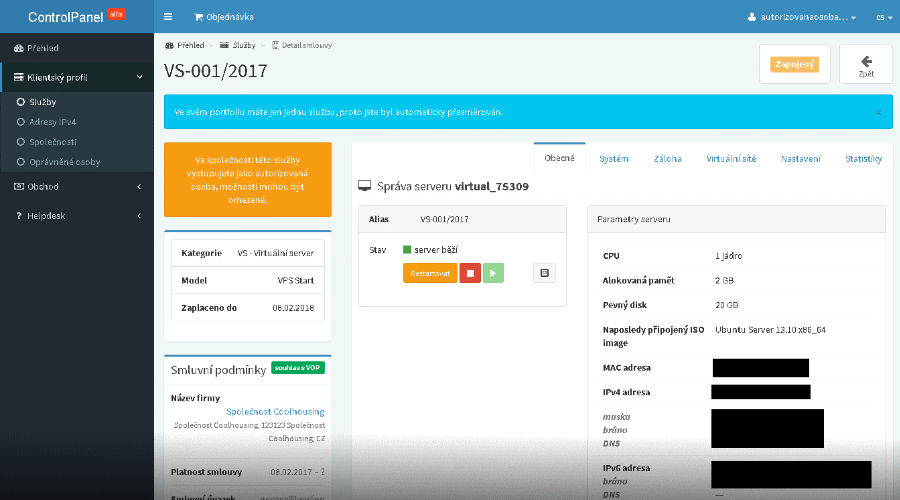 ControlPanel alfa
Objednávka
autorizovanaosoba...
cs
Přehled
Klientský profil
Služby
Adresy IPv4
Společnosti
Oprávněné osoby
Obchod
Helpdesk
Přehled > Služby > Detail smlouvy
VS-001/2017
Zapojený
Zpět
Ve svém portfoliu máte jen jednu službu, proto jste byl automaticky přesměrován.
×
Ve společnosti této služby
vystupujete jako autorizovaná
osoba, možnosti mohou být
omezené.
Kategorie VS - Virtuální server
Model VPS Start
Zaplaceno do 08.02.2018
Smluvní podmínky souhlas s VOP
Název firmy
Společnost Coolhousing
Společnost Coolhousing, 123123 Společnost
Coolhousing, CZ
Platnost smlouvy 08.02.2017 - ?
Smluvní úvazek nespecifikováno
Obecné Systém Záloha Virtuální sítě Nastavení Statistiky
Správa serveru virtual_75309
Alias VS-001/2017
Stav server běží
Restartovat
Parametry serveru
CPU 1 Jádro
Alokovaná pamět 2 GB
Pevný disk 20 GB
Naposledy připojený ISO Ubuntu Server 13.10 x86_64
image
MAC adresa
IPv4 adresa
maska
brána
DNS
IPv6 adresa
brána
DNS —